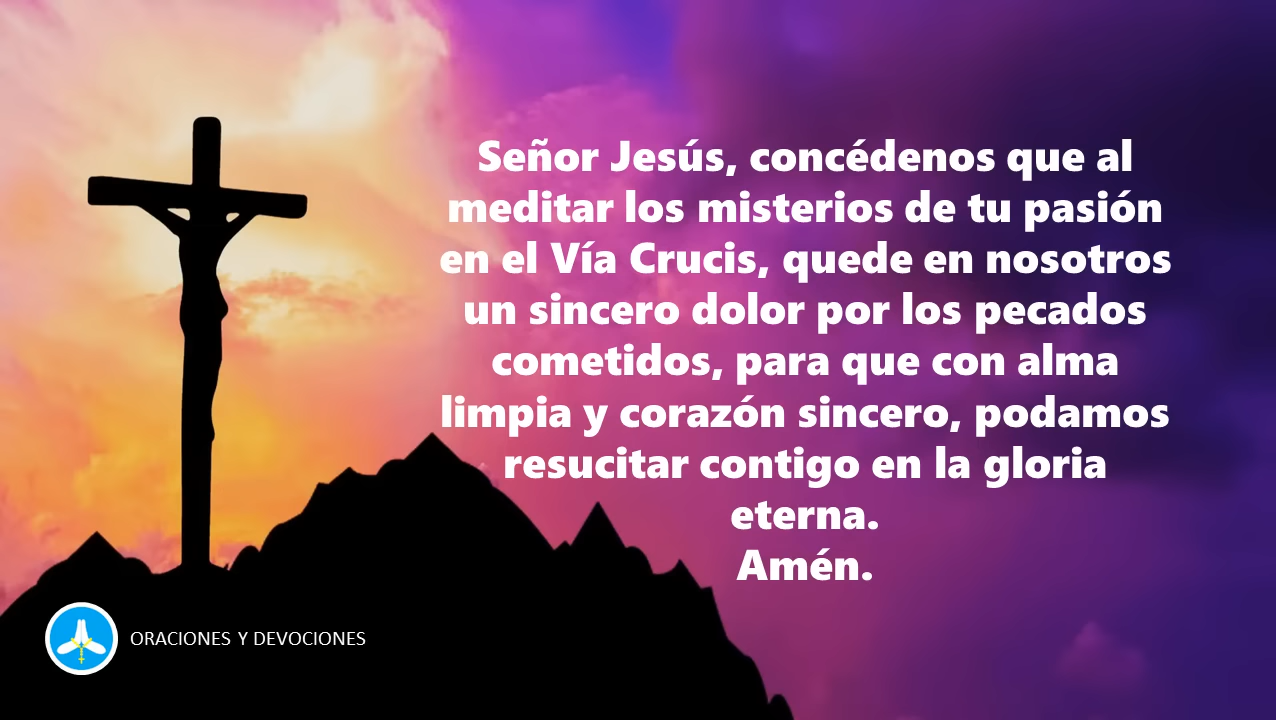 Señor Jesús, concédenos que al
meditar los misterios de tu pasión
en el Vía Crucis, quede en nosotros
un sincero dolor por los pecados
cometidos, para que con alma
limpia y corazón sincero, podamos
resucitar contigo en la gloria
eterna.
Amén.
ORACIONES Y DEVOCIONES